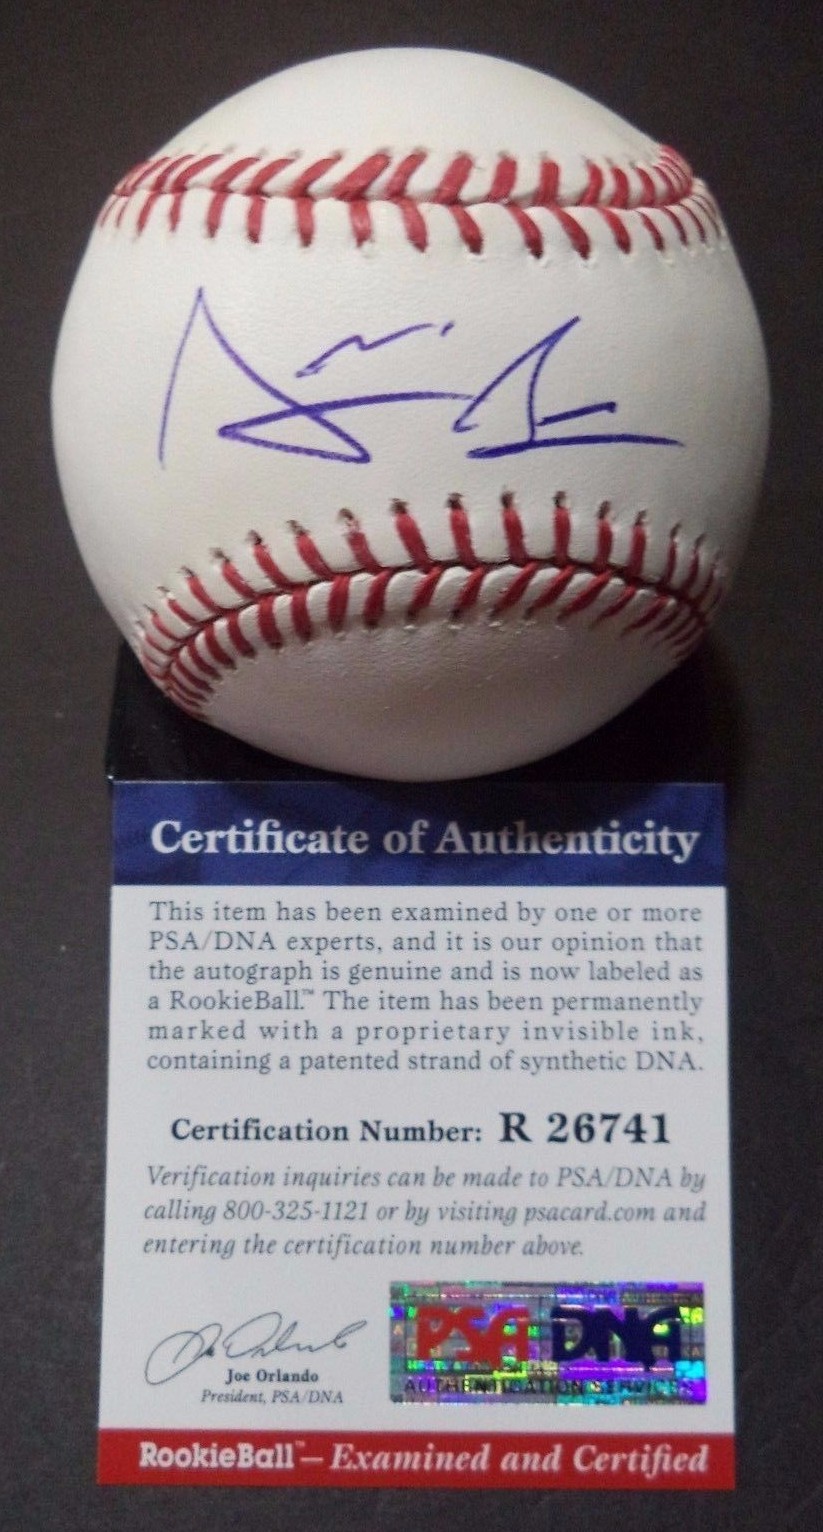 Certificate of Authenticity
This item has been examined by one or more
PSA/DNA experts, and it is our opinion that
the autograph is genuine and is now labeled as
a RookieBall.™ The item has been permanently
marked with a proprietary invisible ink,
containing a patented strand of synthetic DNA.
Certification Number: R 26741
Verification inquiries can be made to PSA/DNA by
calling 800-325-1121 or by visiting psacard.com and
entering the certification number above.
PSA DNA
AUTHENTICATION SERVICES
Joe Orlando
President, PSA/DNA
RookieBall™– Examined and Certified